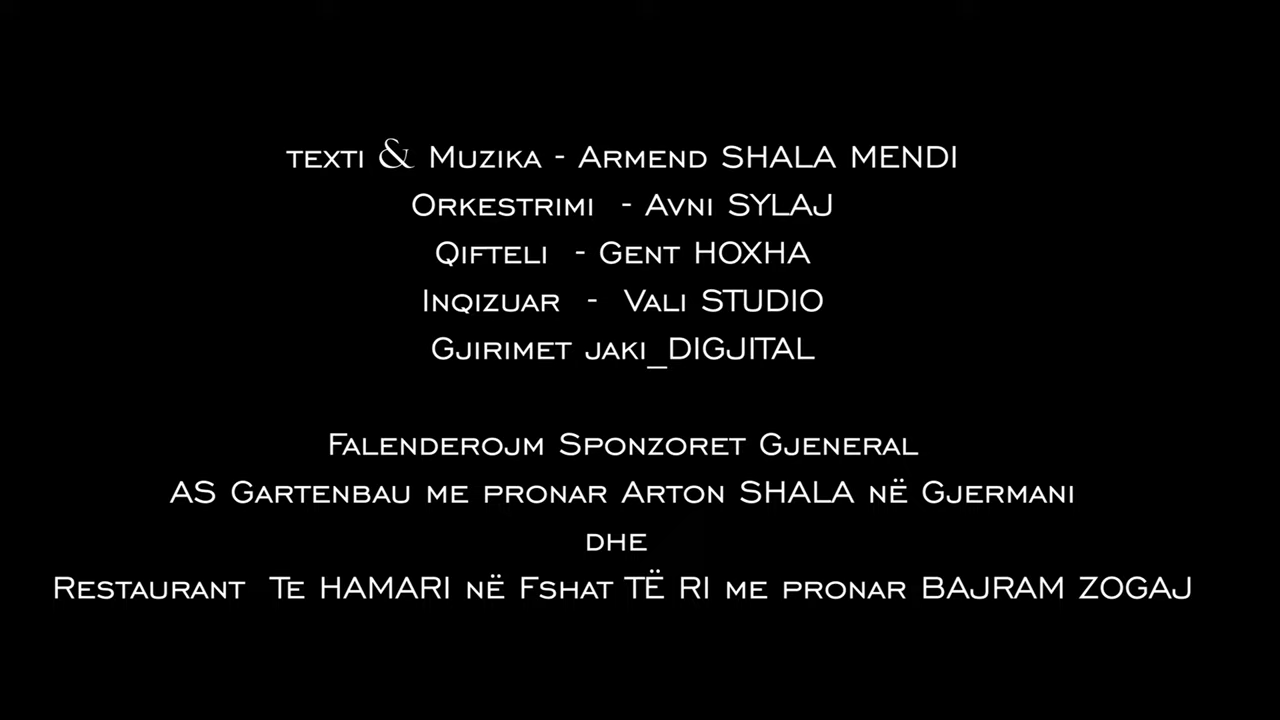 texti & Muzika - Armend SHALA MENDI
Orkestrimi - Avni SYLAJ
Qifteli - Gent HOXHA
Inqizuar - Vali STUDIO
Gjirimet jaki_DIGJITAL
Falenderojm Sponzoret Gjeneral
AS Gartenbau me pronar Arton SHALA në Gjermani
dhe
Restaurant Te HAMARI në Fshat TË RI me pronar BAJRAM ZOGAJ